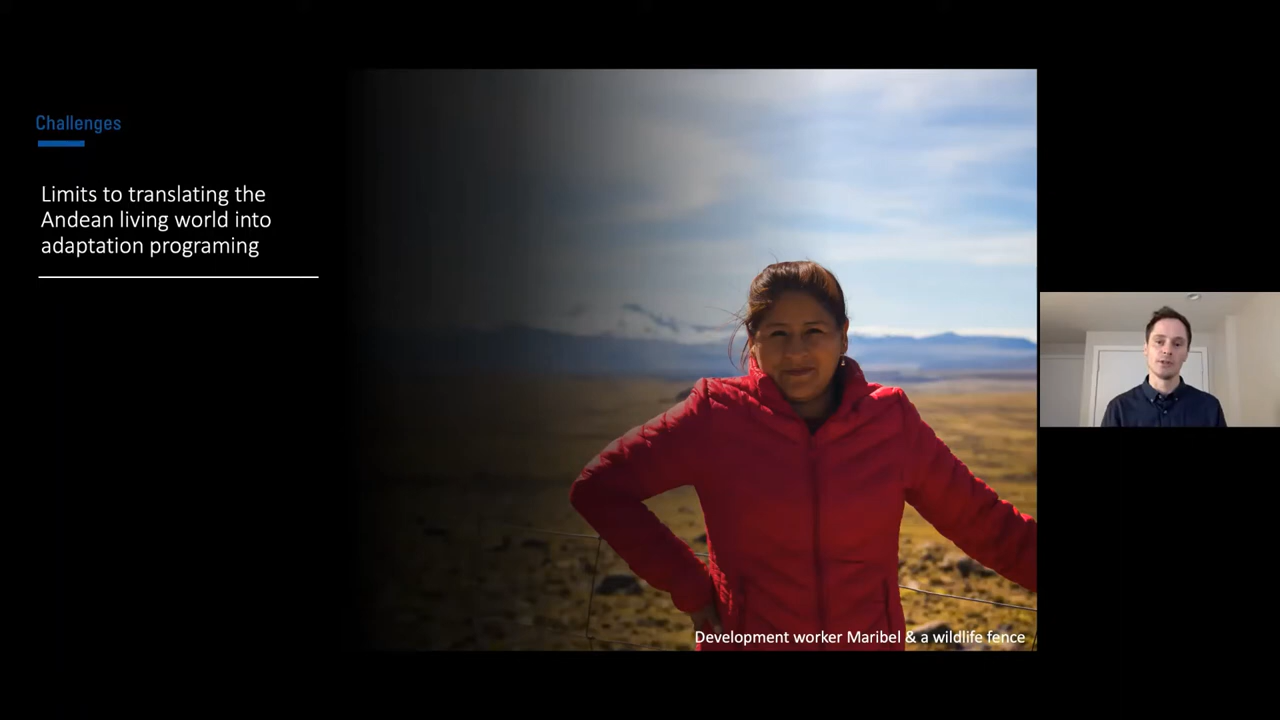 Challenges
Limits to translating the
Andean living world into
adaptation programing
Development worker Maribel & a wildlife fence